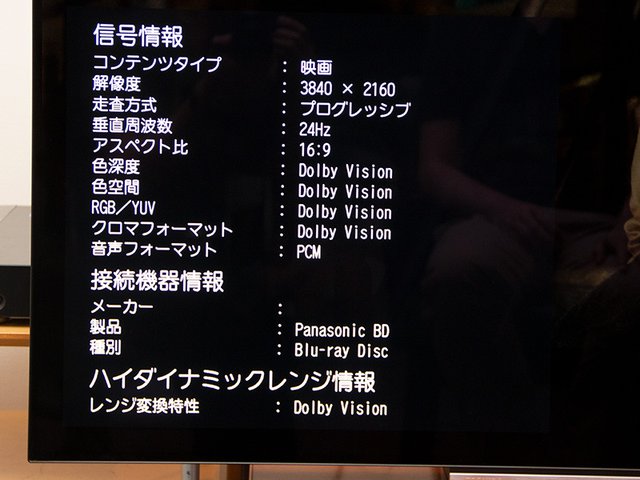 信号情報
コンテンツタイプ : 映画
解像度 : 3840 × 2160
走査方式 : プログレッシブ
垂直周波数 : 24Hz
アスペクト比 : 16:9
色深度 : Dolby Vision
色空間 : Dolby Vision
RGB／YUV : Dolby Vision
クロマフォーマット : Dolby Vision
音声フォーマット : PCM
接続機器情報
メーカー :
製品 : Panasonic BD
種別 : Blu-ray Disc
ハイダイナミックレンジ情報
レンジ変換特性 : Dolby Vision